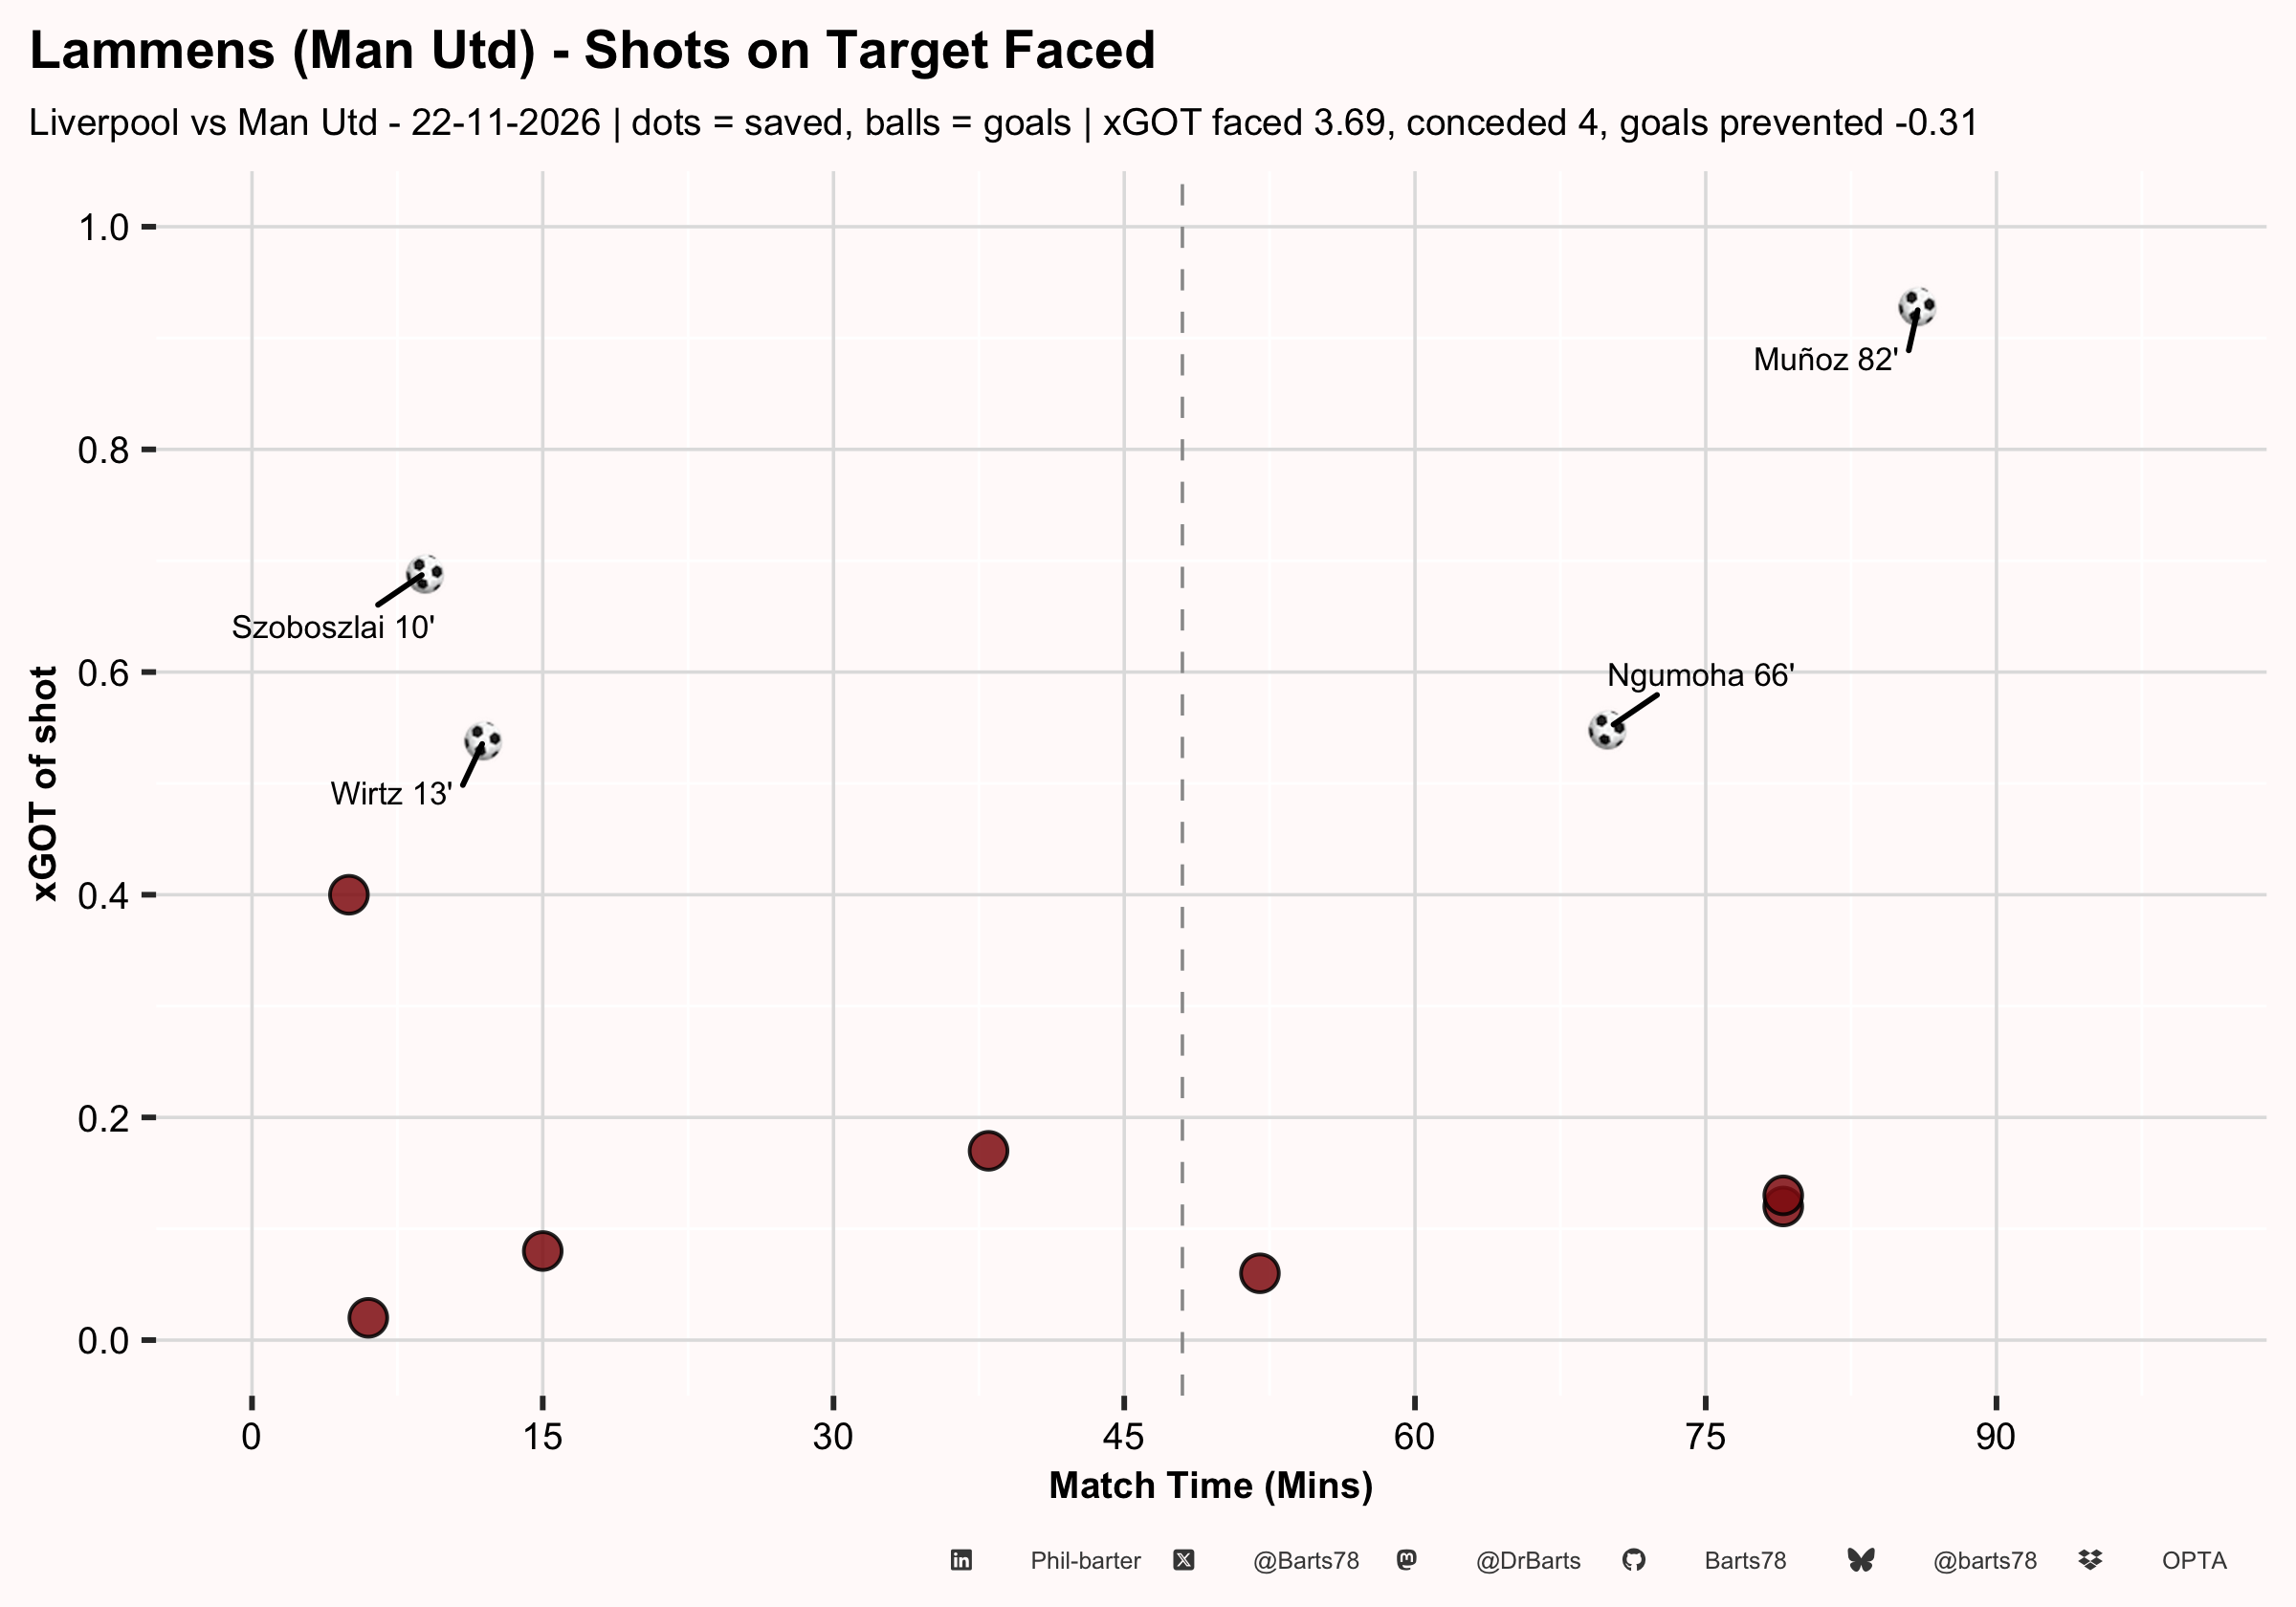 Lammens (Man Utd) - Shots on Target Faced
Liverpool vs Man Utd - 22-11-2026 | dots = saved, balls = goals | xGOT faced 3.69, conceded 4, goals prevented -0.31
xGOT of shot
1.0
0.8
0.6
0.4
0.2
0.0
Muñoz 82'
Szoboszlai 10'
Ngumoha 66'
Wirtz 13'
0 15 30 45 60 75 90
Match Time (Mins)
Phil-barter @Barts78 @DrBarts Barts78 @barts78 OPTA